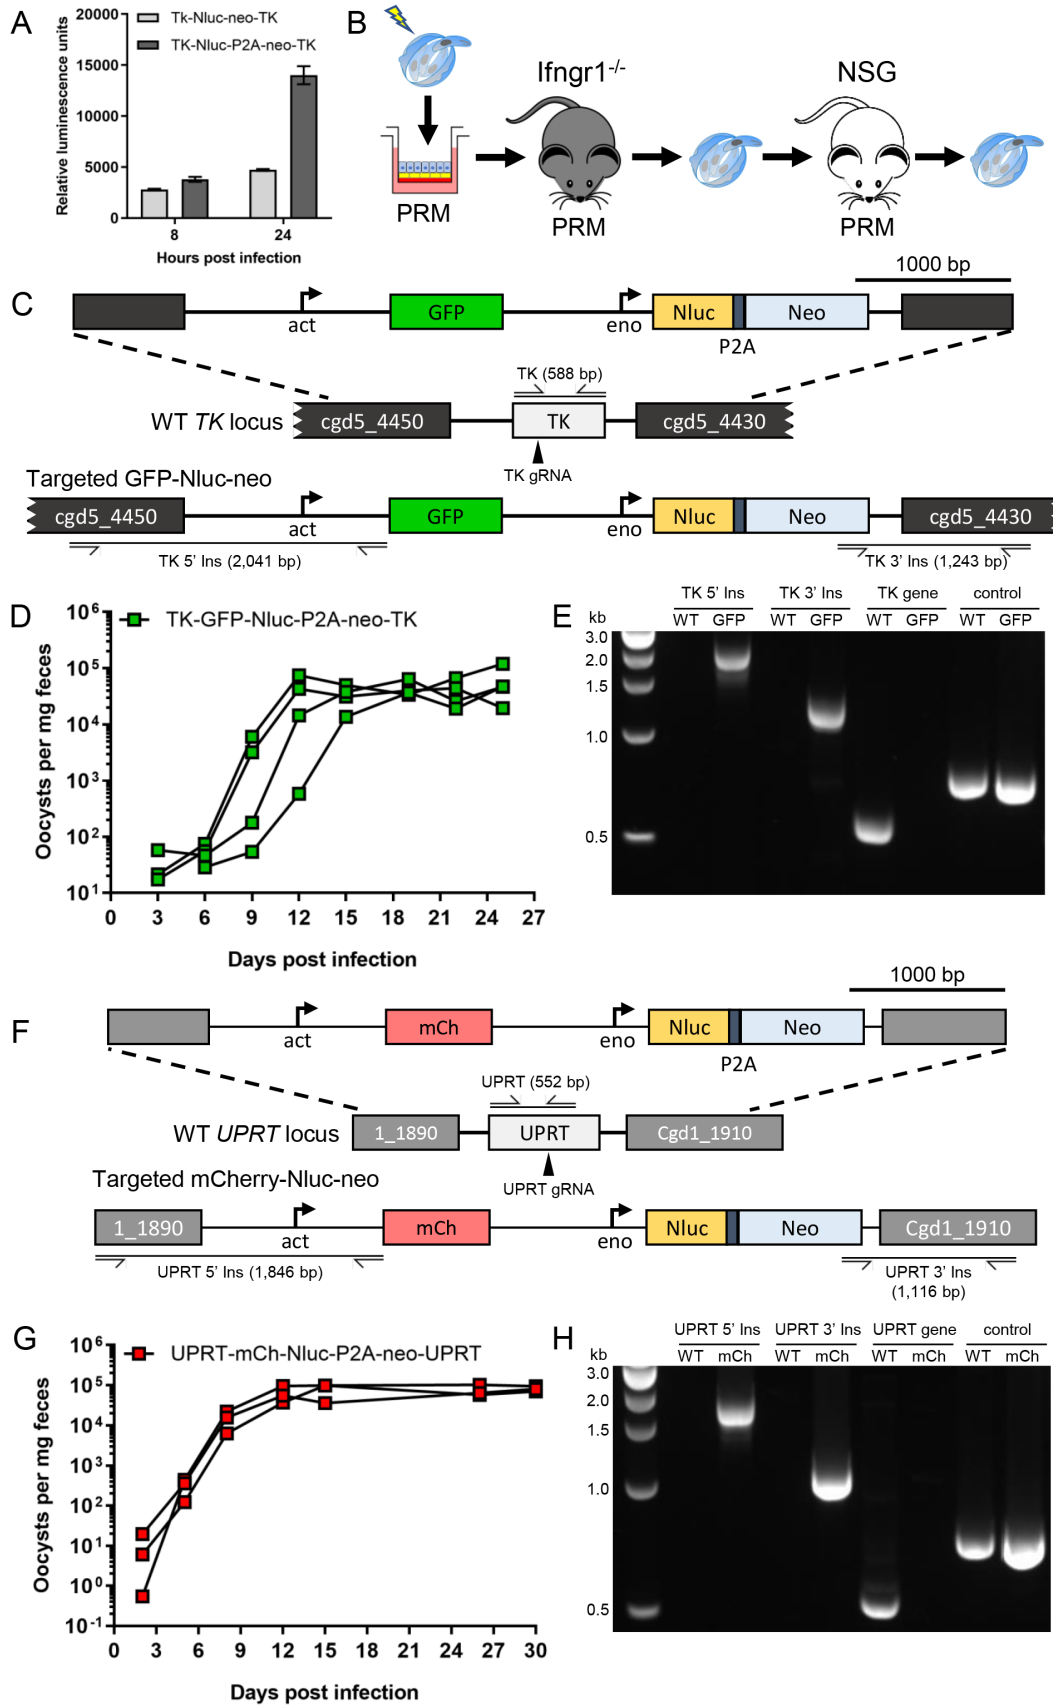 A
20000
15000
10000
5000
0
Relative luminescence units
Tk-Nluc-neo-TK
TK-Nluc-P2A-neo-TK
8
24
Hours post infection
B
Ifngr1-/-
NSG
PRM
PRM
PRM
C
1000 bp
act
GFP
eno
Nluc
Neo
P2A
TK (588 bp)
WT TK locus
cgd5_4450
TK
cgd5_4430
TK gRNA
Targeted GFP-Nluc-neo
cgd5_4450
act
GFP
eno
Nluc
Neo
cgd5_4430
TK 5' Ins (2,041 bp)
TK 3' Ins (1,243 bp)
D
TK-GFP-Nluc-P2A-neo-TK
10^6
10^5
10^4
10^3
10^2
10^1
Oocysts per mg feces
0 3 6 9 12 15 18 21 24 27
Days post infection
E
TK 5' Ins TK 3' Ins TK gene control
kb WT GFP WT GFP WT GFP WT GFP
3.0
2.0
1.5
1.0
0.5
F
1000 bp
act
mCh
eno
Nluc
Neo
P2A
UPRT (552 bp)
WT UPRT locus
1_1890
UPRT
Cgd1_1910
UPRT gRNA
Targeted mCherry-Nluc-neo
1_1890
act
mCh
eno
Nluc
Neo
Cgd1_1910
UPRT 5' Ins (1,846 bp)
UPRT 3' Ins
(1,116 bp)
G
UPRT-mCh-Nluc-P2A-neo-UPRT
10^6
10^5
10^4
10^3
10^2
10^1
10^0
10^-1
Oocysts per mg feces
0 3 6 9 12 15 18 21 24 27 30
Days post infection
H
UPRT 5' Ins UPRT 3' Ins UPRT gene control
kb WT mCh WT mCh WT mCh WT mCh
3.0
2.0
1.5
1.0
0.5